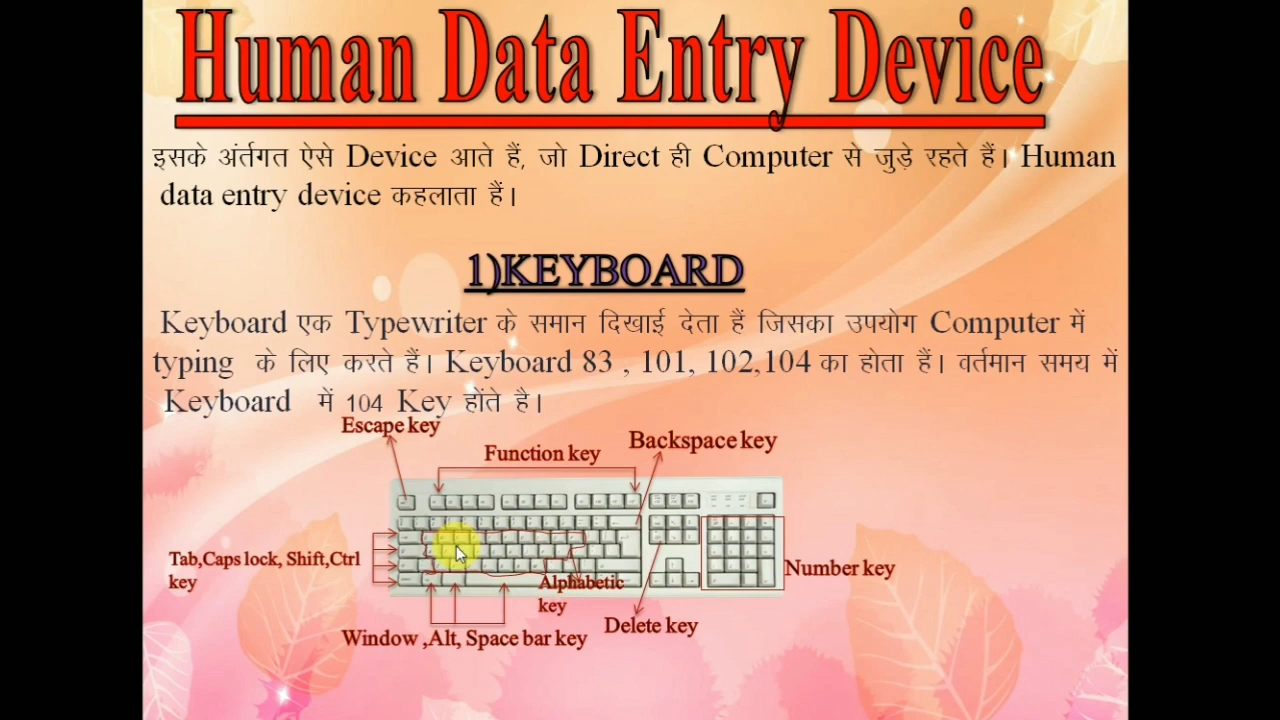 Human Data Entry Device
इसके अंर्तगत ऐसे Device आते हैं, जो Direct ही Computer से जुड़े रहते हैं। Human
data entry device कहलाता हैं।
1)KEYBOARD
Keyboard एक Typewriter के समान दिखाई देता हैं जिसका उपयोग Computer में
typing के लिए करते हैं। Keyboard 83 , 101, 102,104 का होता हैं। वर्तमान समय में
Keyboard में 104 Key होंते है।
Escape key
Function key
Backspace key
Tab,Caps lock, Shift,Ctrl
key
Alphabetic
key
Number key
Window ,Alt, Space bar key
Delete key